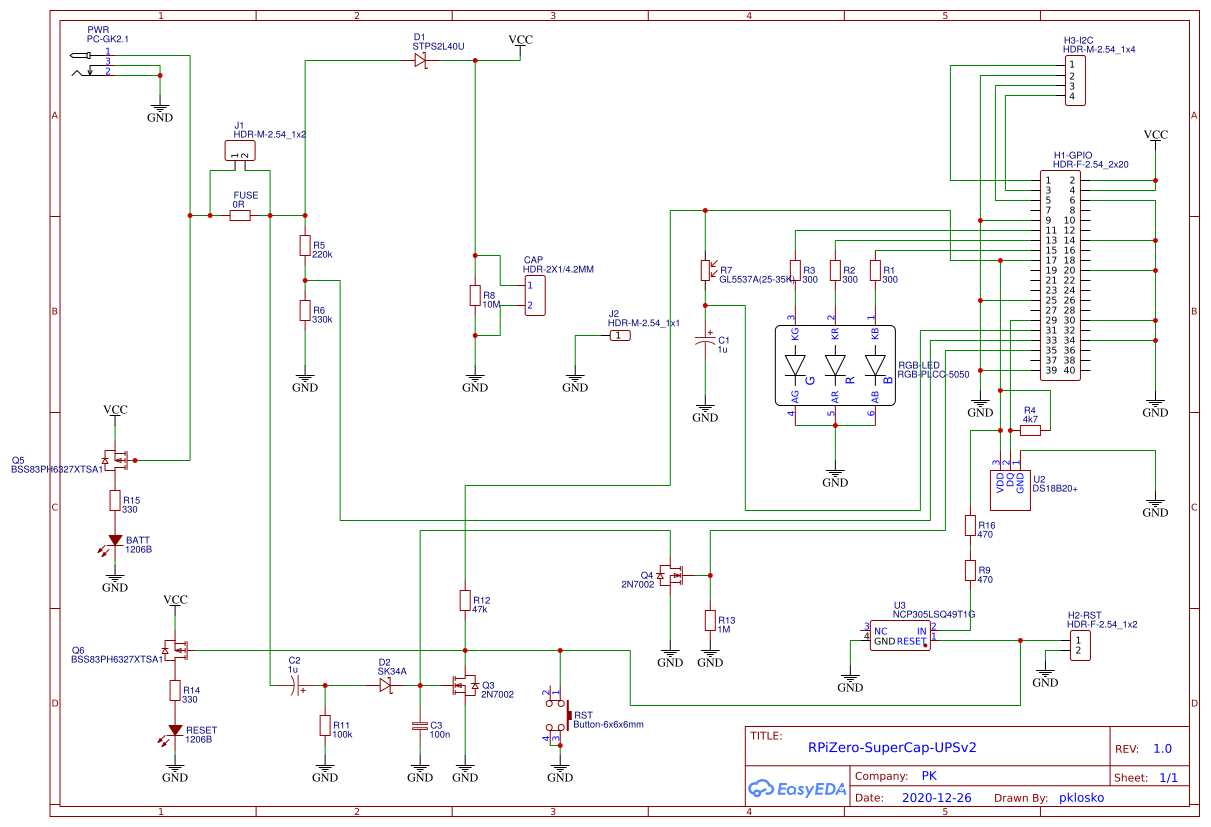 1 2 3 4 5
PWR
PC-GK2.1
1
3
2
GND
D1
STPS2L40U
VCC
H3-I2C
HDR-M-2.54_1x4
1
2
3
4
A
A
J1
HDR-M-2.54_1x2
1 2
VCC
H1-GPIO
HDR-F-2.54_2x20
1 2
3 4
5 6
7 8
9 10
11 12
13 14
15 16
17 18
19 20
21 22
23 24
25 26
27 28
29 30
31 32
33 34
35 36
37 38
39 40
FUSE
0R
R5
220k
R6
330k
GND
CAP
HDR-2X1/4.2MM
1
2
R8
10M
GND
J2
HDR-M-2.54_1x1
1
GND
R7
GL5537A(25-35K)
+
C1
1u
GND
R3
300
R2
300
R1
300
3 2 1
KG KR KB
G R B
AG AR AB
4 5 6
RGB-LED
RGB-PLCC-5050
GND
B
B
GND
GND
R4
4k7
3 2 1
VDD DQ GND
U2
DS18B20+
GND
VCC
Q5
BSS83PH6327XTSA1
R15
330
BATT
1206B
GND
C
C
R16
470
R9
470
Q4
2N7002
R13
1M
GND
GND
R12
47k
VCC
Q6
BSS83PH6327XTSA1
R14
330
RESET
1206B
GND
C2
1u
+
R11
100k
GND
D2
SK34A
C3
100n
GND
Q3
2N7002
GND
2 1
RST
Button-6x6x6mm
4 3
GND
U3
NCP305LSQ49T1G
3 NC IN 2
4 GND RESET 1
GND
H2-RST
HDR-F-2.54_1x2
1
2
GND
D
D
TITLE:
RPiZero-SuperCap-UPSv2
REV: 1.0
EasyEDA
Company: PK
Sheet: 1/1
Date: 2020-12-26 Drawn By: pklosko
1 2 3 4 5